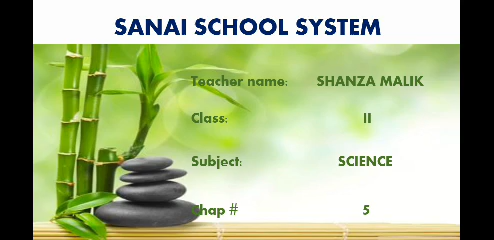 SANAI SCHOOL SYSTEM
Teacher name: SHANZA MALIK
Class: II
Subject: SCIENCE
Chap # 5